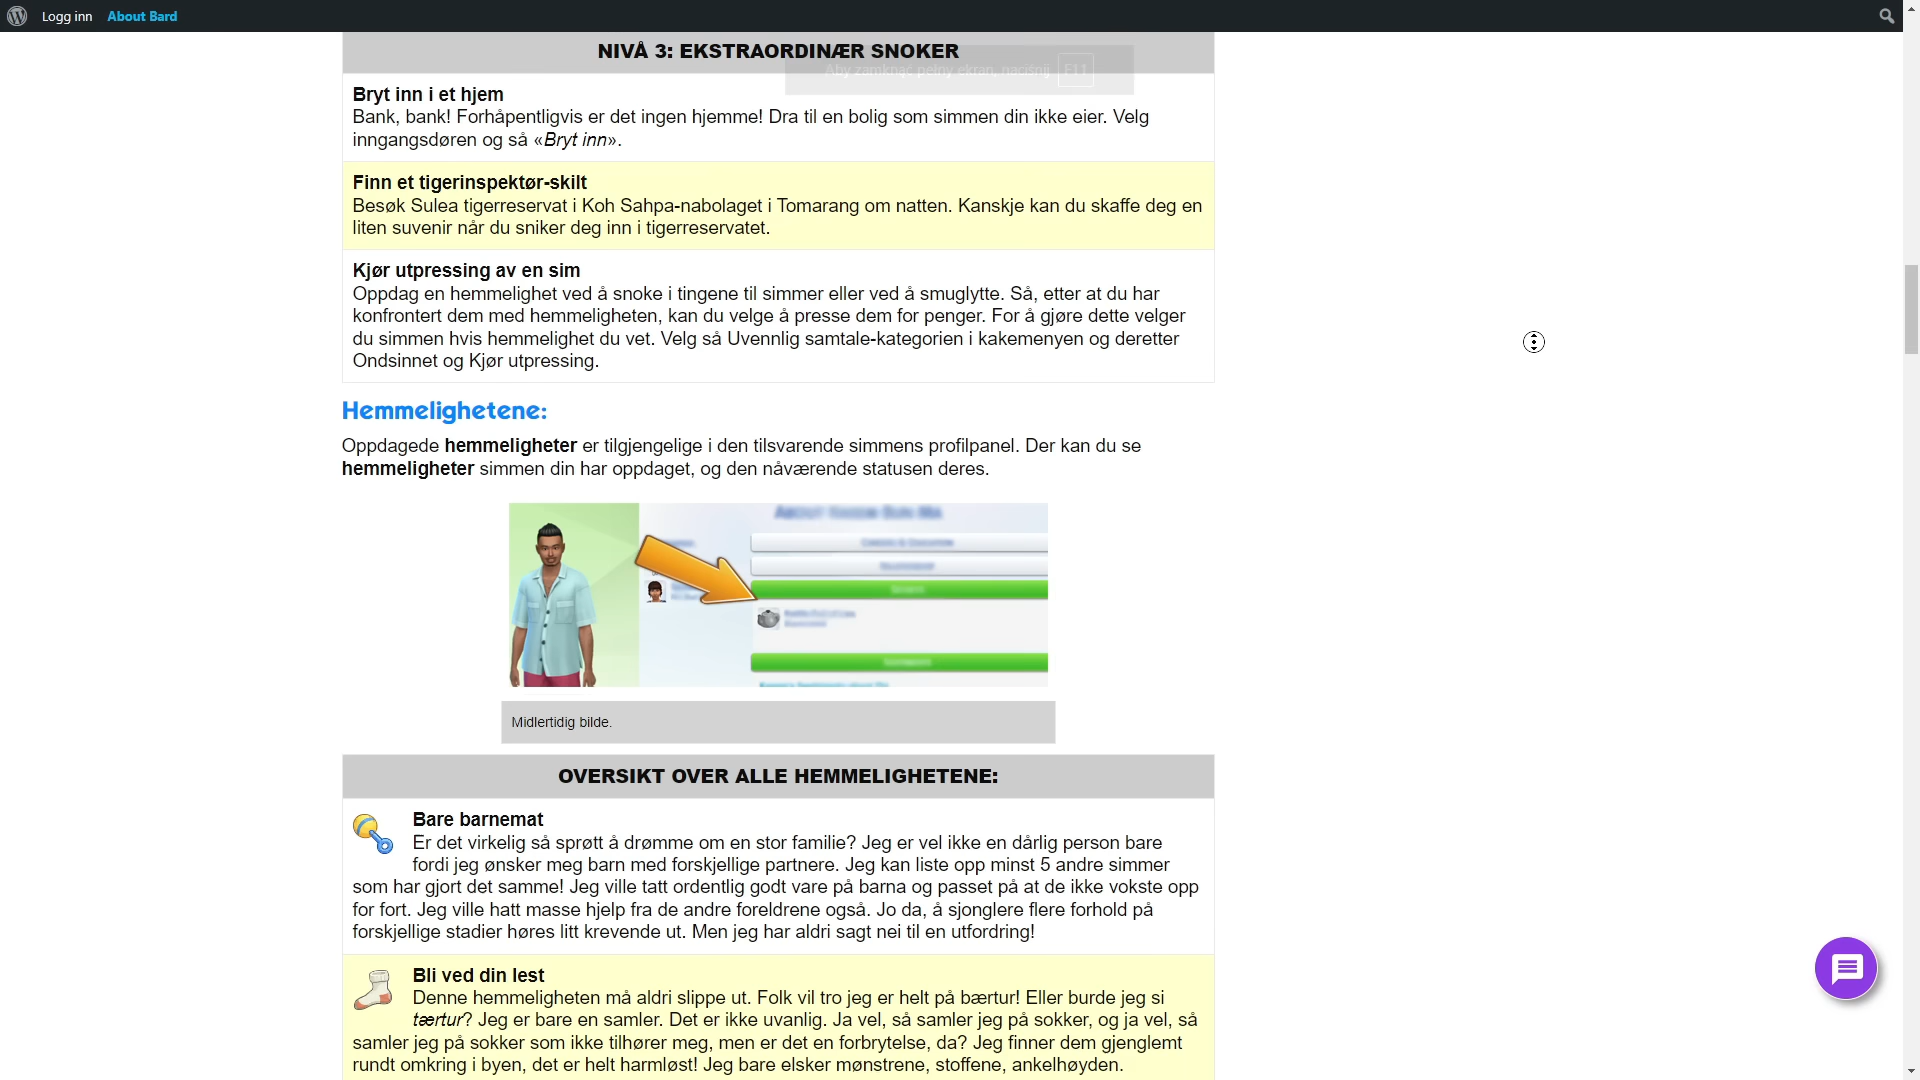 Logg inn About Bard
NIVÅ 3: EKSTRAORDINÆR SNOKER
Aby zamknąć pełny ekran, naciśnij F11
Bryt inn i et hjem
Bank, bank! Forhåpentligvis er det ingen hjemme! Dra til en bolig som simmen din ikke eier. Velg
inngangsdøren og så «Bryt inn».
Finn et tigerinspektør-skilt
Besøk Sulea tigerreservat i Koh Sahpa-nabolaget i Tomarang om natten. Kanskje kan du skaffe deg en
liten suvenir når du sniker deg inn i tigerreservatet.
Kjør utpressing av en sim
Oppdag en hemmelighet ved å snoke i tingene til simmer eller ved å smuglytte. Så, etter at du har
konfrontert dem med hemmeligheten, kan du velge å presse dem for penger. For å gjøre dette velger
du simmen hvis hemmelighet du vet. Velg så Uvennlig samtale-kategorien i kakemenyen og deretter
Ondsinnet og Kjør utpressing.
Hemmelighetene:
Oppdagede hemmeligheter er tilgjengelige i den tilsvarende simmens profilpanel. Der kan du se
hemmeligheter simmen din har oppdaget, og den nåværende statusen deres.
Midlertidig bilde.
OVERSIKT OVER ALLE HEMMELIGHETENE:
Bare barnemat
Er det virkelig så sprøtt å drømme om en stor familie? Jeg er vel ikke en dårlig person bare
fordi jeg ønsker meg barn med forskjellige partnere. Jeg kan liste opp minst 5 andre simmer
som har gjort det samme! Jeg ville tatt ordentlig godt vare på barna og passet på at de ikke vokste opp
for fort. Jeg ville hatt masse hjelp fra de andre foreldrene også. Jo da, å sjonglere flere forhold på
forskjellige stadier høres litt krevende ut. Men jeg har aldri sagt nei til en utfordring!
Bli ved din lest
Denne hemmeligheten må aldri slippe ut. Folk vil tro jeg er helt på bærtur! Eller burde jeg si
tærtur? Jeg er bare en samler. Det er ikke uvanlig. Ja vel, så samler jeg på sokker, og ja vel, så
samler jeg på sokker som ikke tilhører meg, men er det en forbrytelse, da? Jeg finner dem gjenglemt
rundt omkring i byen, det er helt harmløst! Jeg bare elsker mønstrene, stoffene, ankelhøyden.